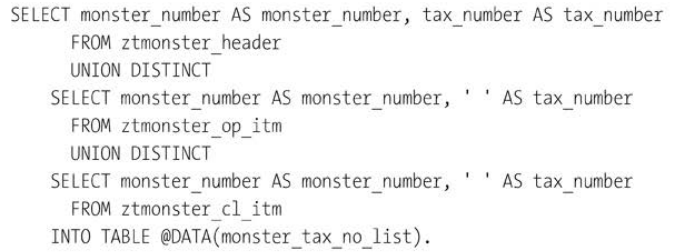 SELECT monster_number AS monster_number, tax_number AS tax_number
FROM ztmonster_header
UNION DISTINCT
SELECT monster_number AS monster_number, ' ' AS tax_number
FROM ztmonster_op_itm
UNION DISTINCT
SELECT monster_number AS monster_number, ' ' AS tax_number
FROM ztmonster_cl_itm
INTO TABLE @DATA(monster_tax_no_list).